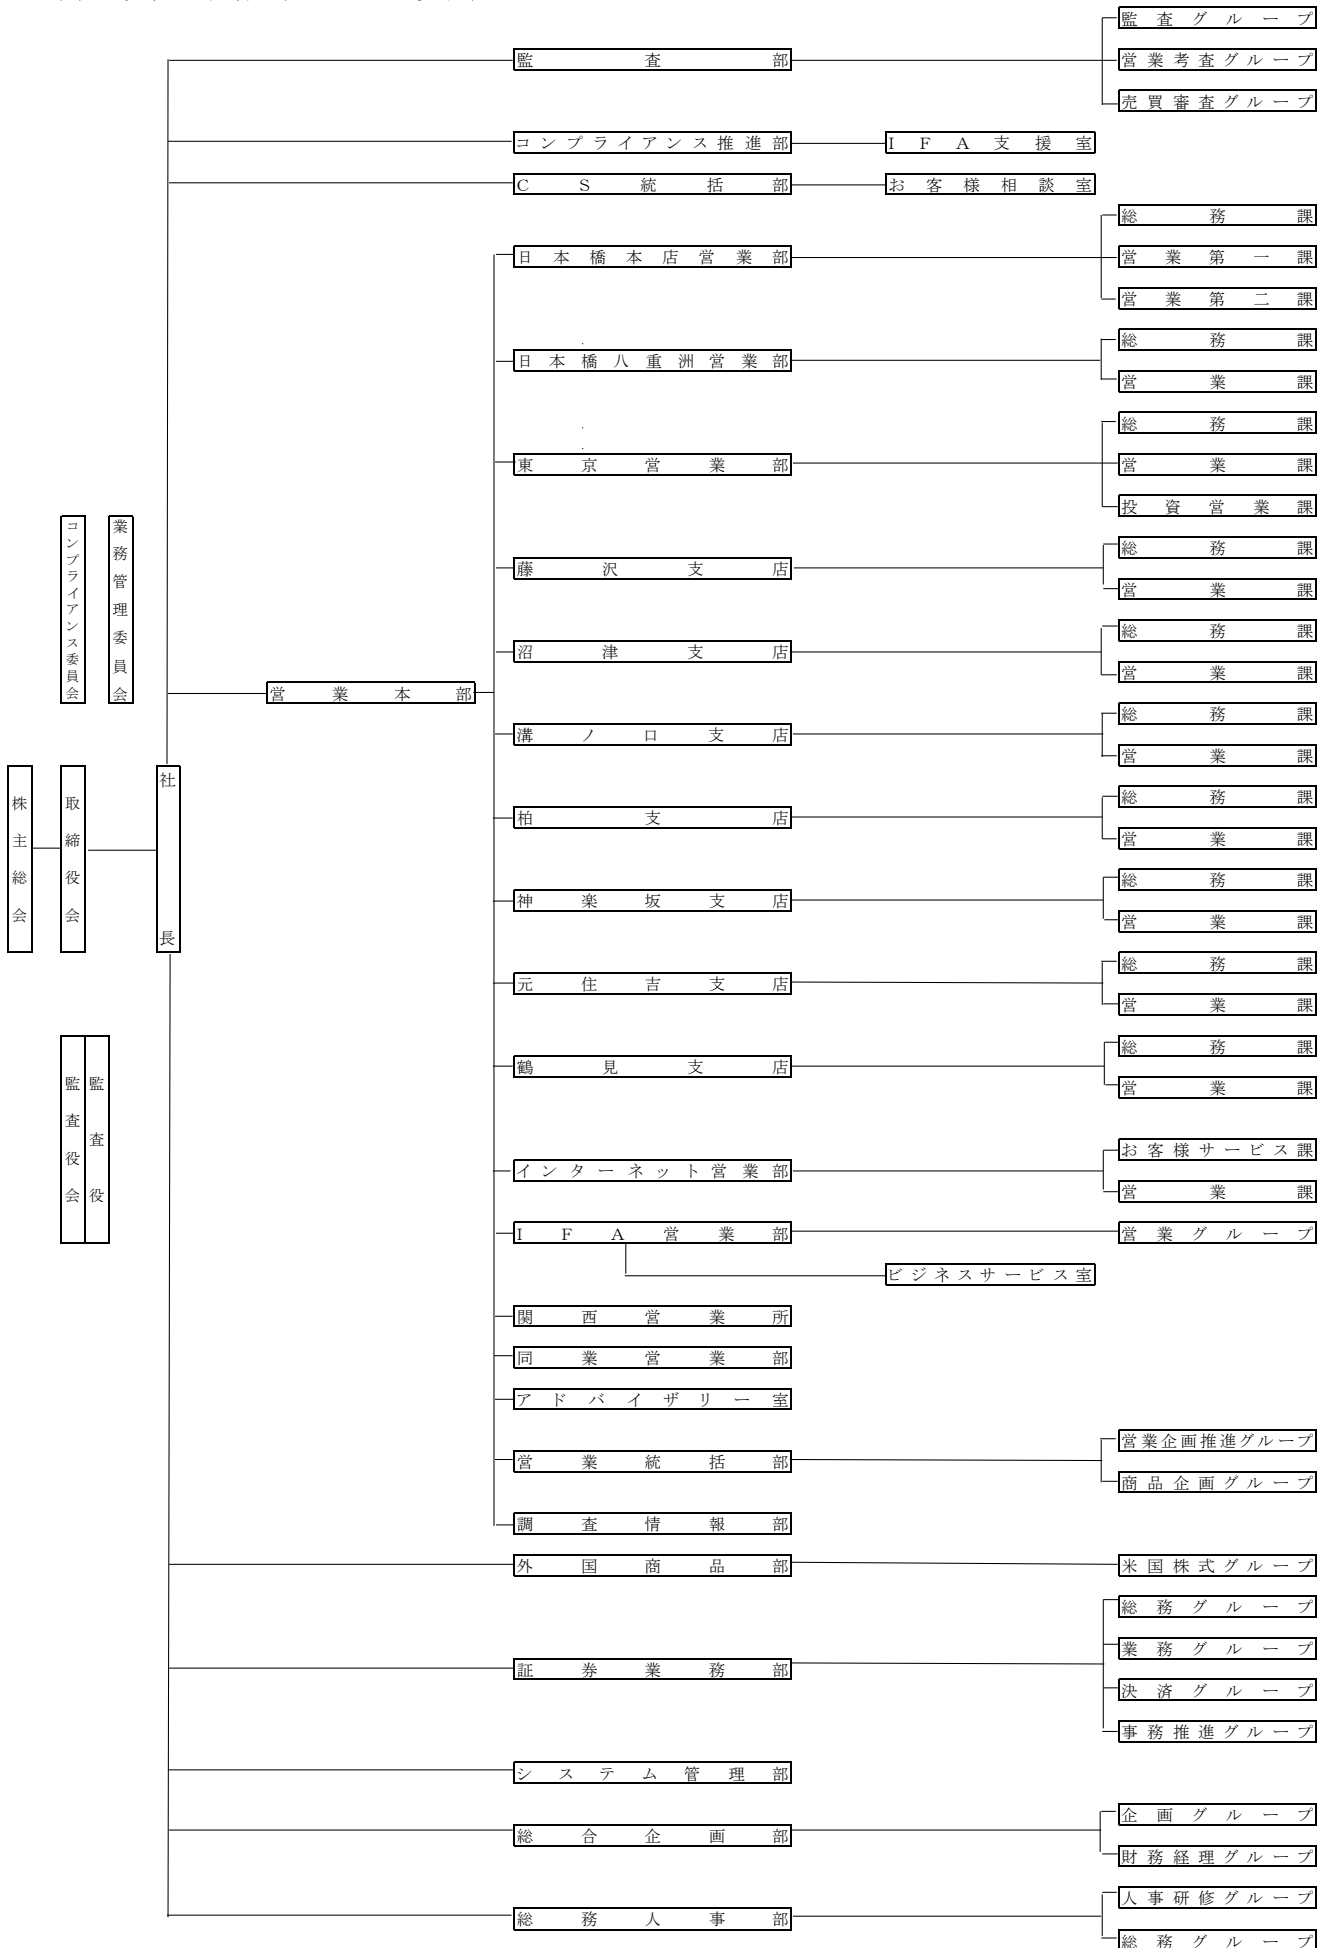 監査グループ
監査部
営業考査グループ
売買審査グループ
コンプライアンス推進部
IFA支援室
CS統括部
お客様相談室
総務課
日本橋本店営業部
営業第一課
営業第二課
総務課
日本橋八重洲営業部
営業課
総務課
東京営業部
営業課
投資営業課
コンプライアンス委員会
業務管理委員会
総務課
藤沢支店
営業課
総務課
沼津支店
営業課
営業本部
総務課
溝ノ口支店
営業課
株主総会
取締役会
社長
総務課
柏支店
営業課
総務課
神楽坂支店
営業課
総務課
元住吉支店
営業課
監査役会
監査役
総務課
鶴見支店
営業課
お客様サービス課
インターネット営業部
営業課
IFA営業部
営業グループ
ビジネスサービス室
関西営業所
同業営業部
アドバイザリー室
営業企画推進グループ
営業統括部
商品企画グループ
調査情報部
外国商品部
米国株式グループ
総務グループ
業務グループ
証券業務部
決済グループ
事務推進グループ
システム管理部
企画グループ
総合企画部
財務経理グループ
人事研修グループ
総務人事部
総務グループ